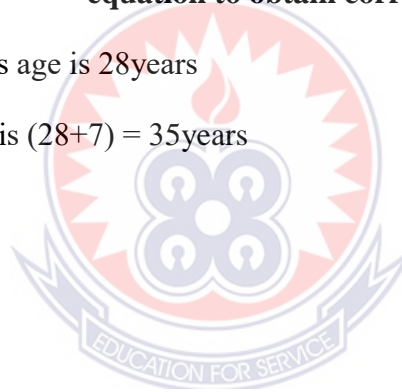 equation to obtain corr
s age is 28years
is (28+7) = 35years
EDUCATION FOR SERVICE